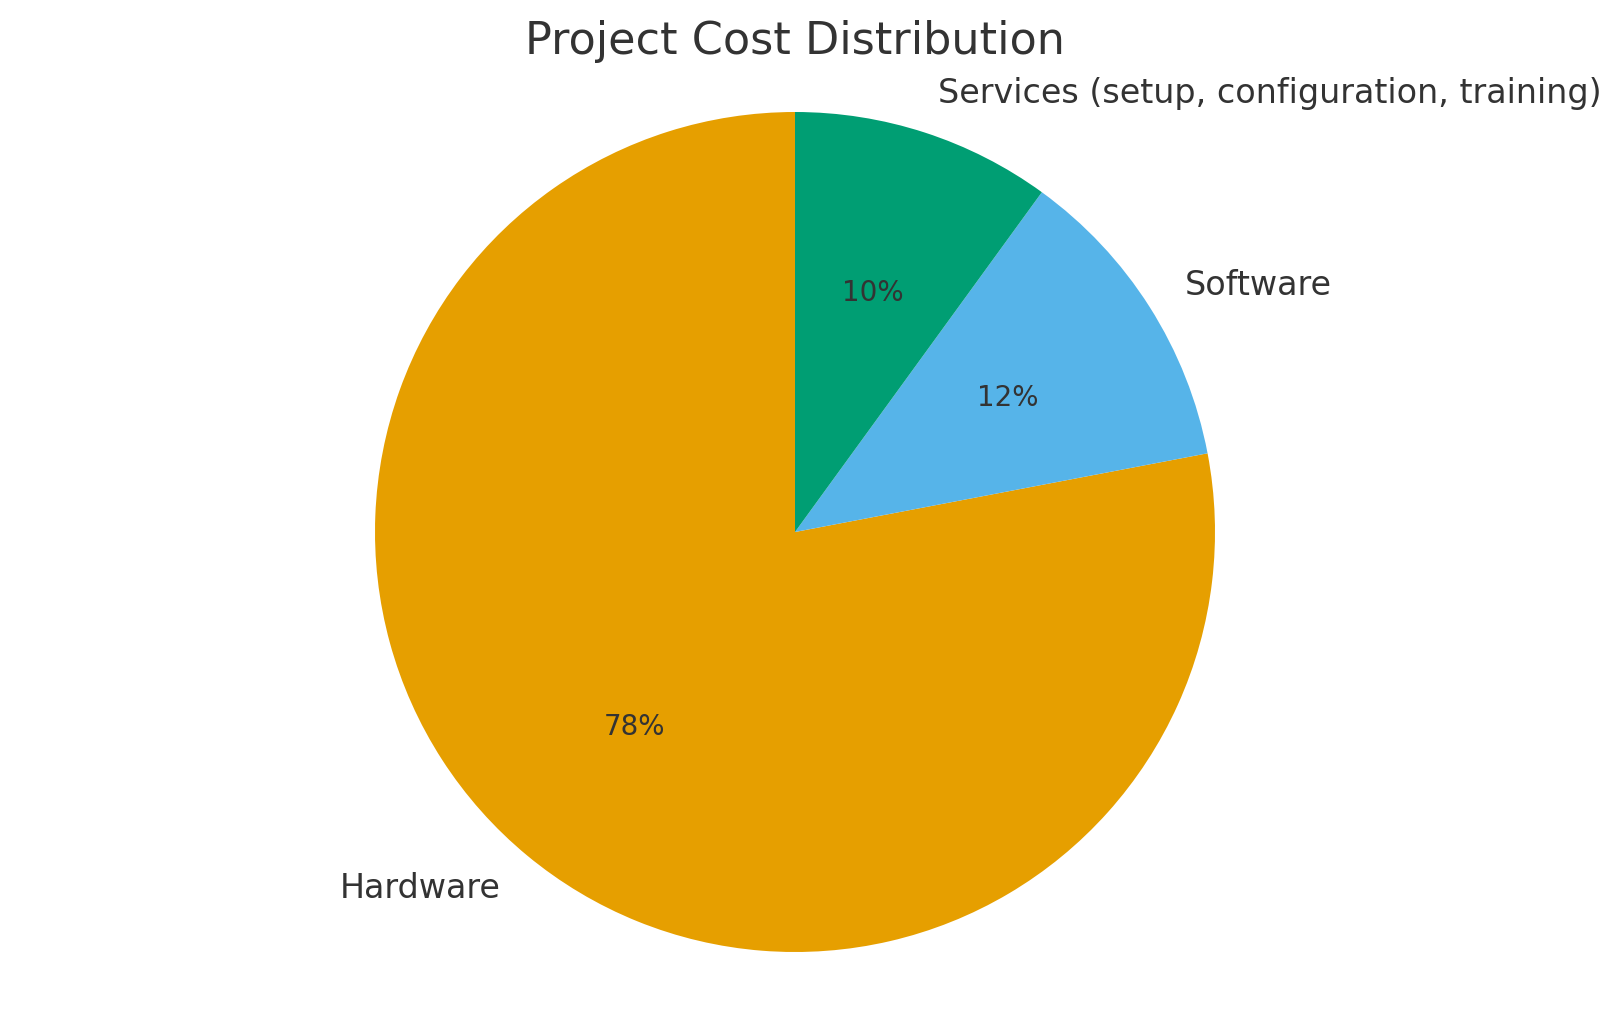 Project Cost Distribution
Services (setup, configuration, training)
10%
Software
12%
78%
Hardware